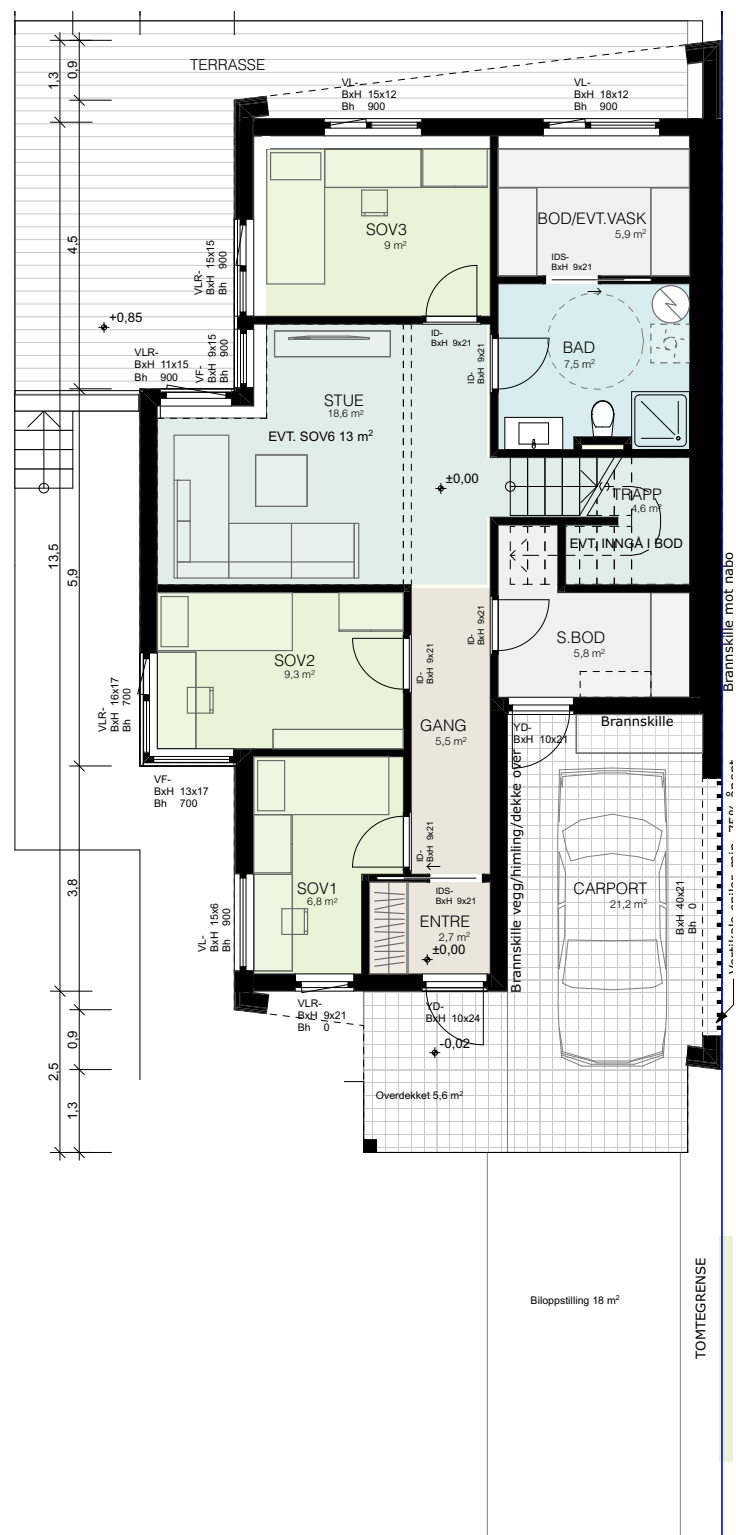 TERRASSE
1,3
0,9
VL-
BxH 15x12
Bh 900
VL-
BxH 18x12
Bh 900
4,5
SOV3
9 m²
BOD/EVT.VASK
5,9 m²
IDS-
BxH 9x21
VLR-
BxH 15x15
Bh 900
+0,85
VLR-
BxH 11x15
Bh 900
VF-
BxH 9x15
Bh 900
ID-
BxH 9x21
ID-
BxH 9x21
BAD
7,5 m²
STUE
18,6 m²
EVT. SOV6 13 m²
±0,00
TRAPP
4,6 m²
EVT. INNGÅ I BOD
13,5
5,9
Brannskille mot nabo
SOV2
9,3 m²
ID-
BxH 9x21
ID-
BxH 9x21
S.BOD
5,8 m²
VLR-
BxH 16x17
Bh 700
GANG
5,5 m²
YD-
BxH 10x21
Brannskille
VF-
BxH 13x17
Bh 700
Brannskille vegg/himling/dekke over
Vertikale spiler, min. 75% åpent
3,8
SOV1
6,8 m²
ID-
BxH 9x21
IDS-
BxH 9x21
ENTRE
2,7 m²
±0,00
CARPORT
21,2 m²
BxH 40x21
Bh 0
VL-
BxH 15x6
Bh 900
VLR-
BxH 9x21
Bh 0
YD-
BxH 10x24
-0,02
2,5
0,9
1,3
Overdekket 5,6 m²
Biloppstilling 18 m²
TOMTEGRENSE